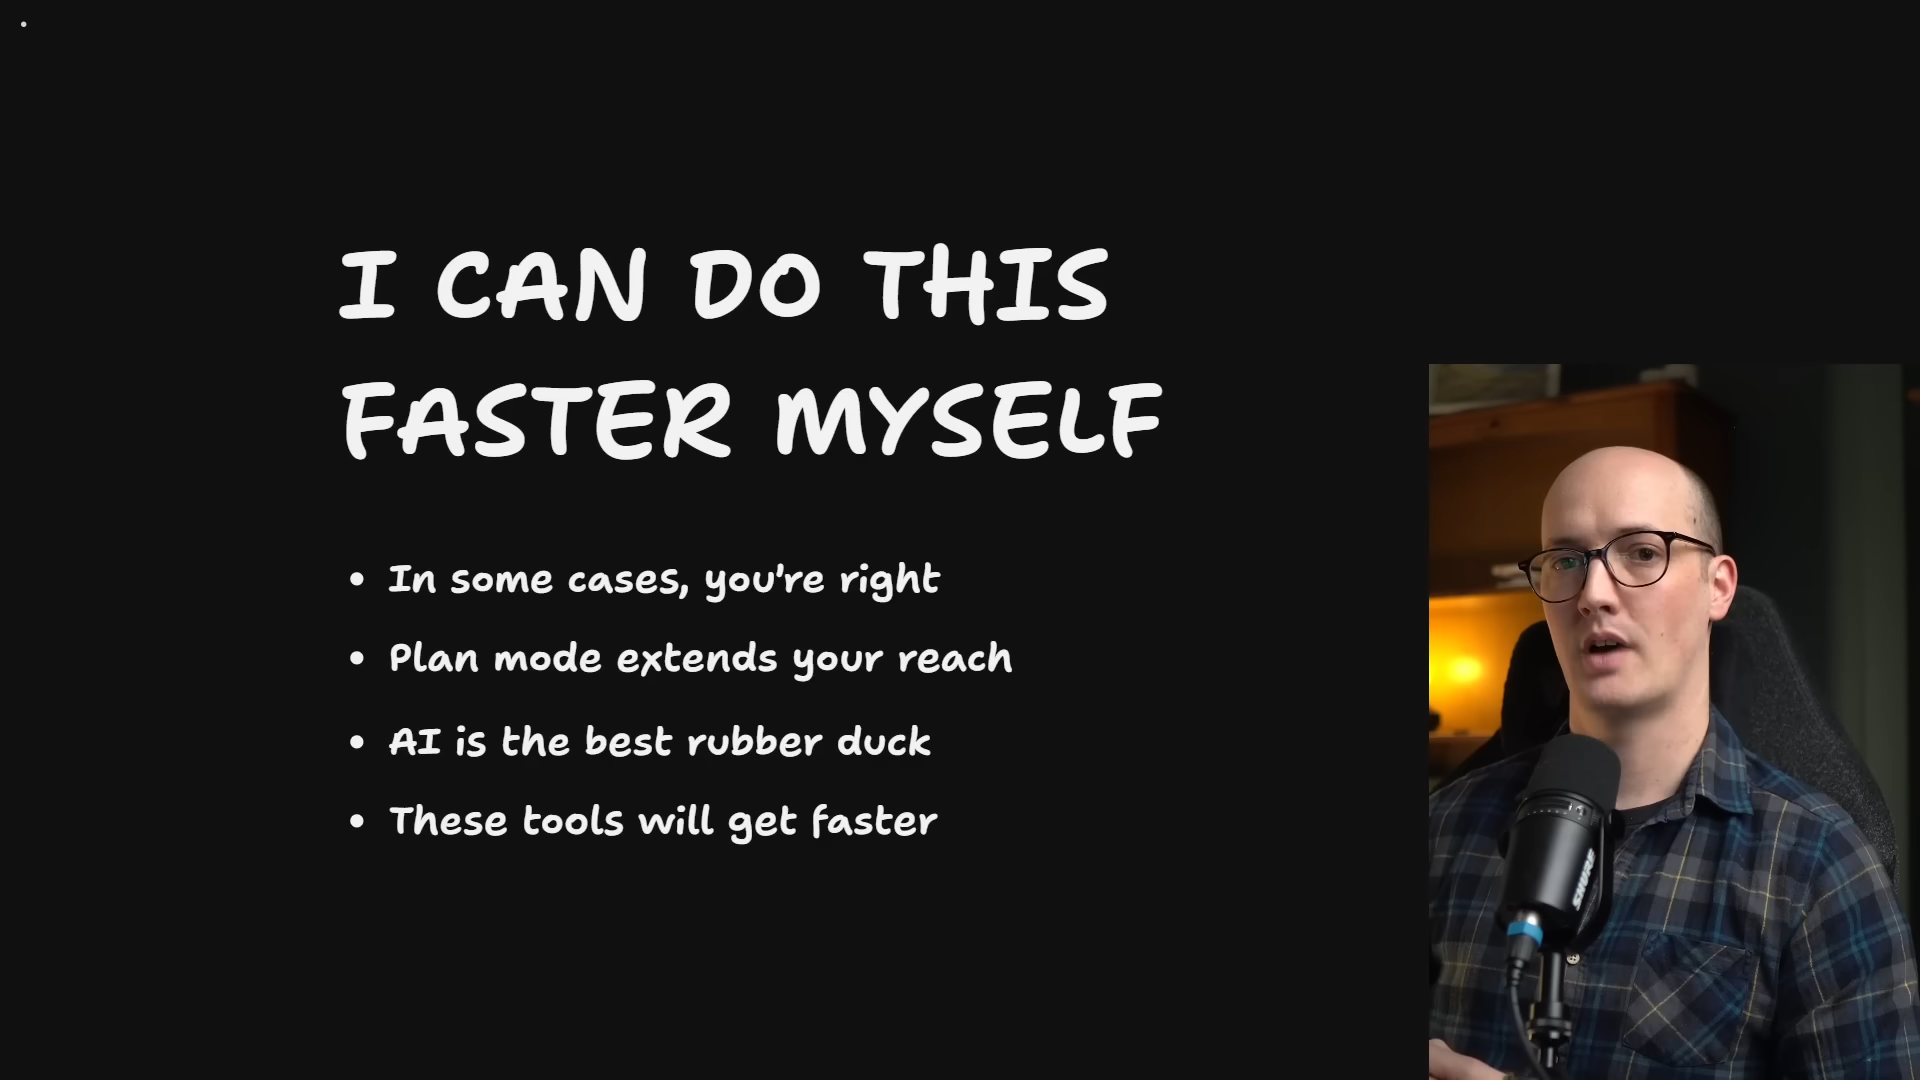 I CAN DO THIS
FASTER MYSELF
• In some cases, you're right
• Plan mode extends your reach
• AI is the best rubber duck
• These tools will get faster
SHURE